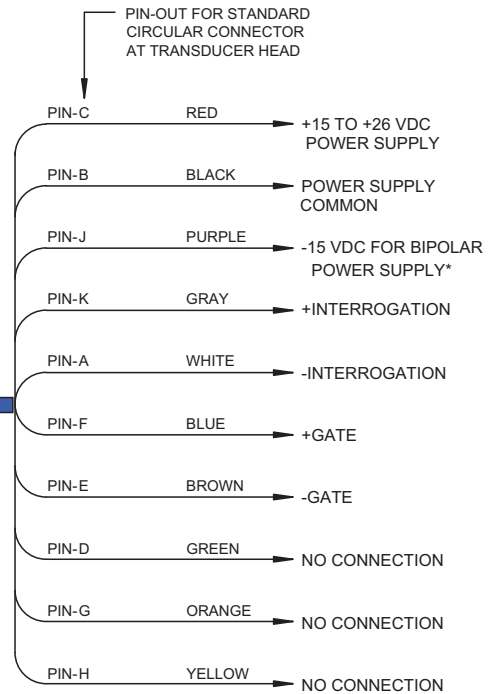 PIN-OUT FOR STANDARD
CIRCULAR CONNECTOR
AT TRANSDUCER HEAD
PIN-C RED +15 TO +26 VDC
POWER SUPPLY
PIN-B BLACK POWER SUPPLY
COMMON
PIN-J PURPLE -15 VDC FOR BIPOLAR
POWER SUPPLY*
PIN-K GRAY +INTERROGATION
PIN-A WHITE -INTERROGATION
PIN-F BLUE +GATE
PIN-E BROWN -GATE
PIN-D GREEN NO CONNECTION
PIN-G ORANGE NO CONNECTION
PIN-H YELLOW NO CONNECTION